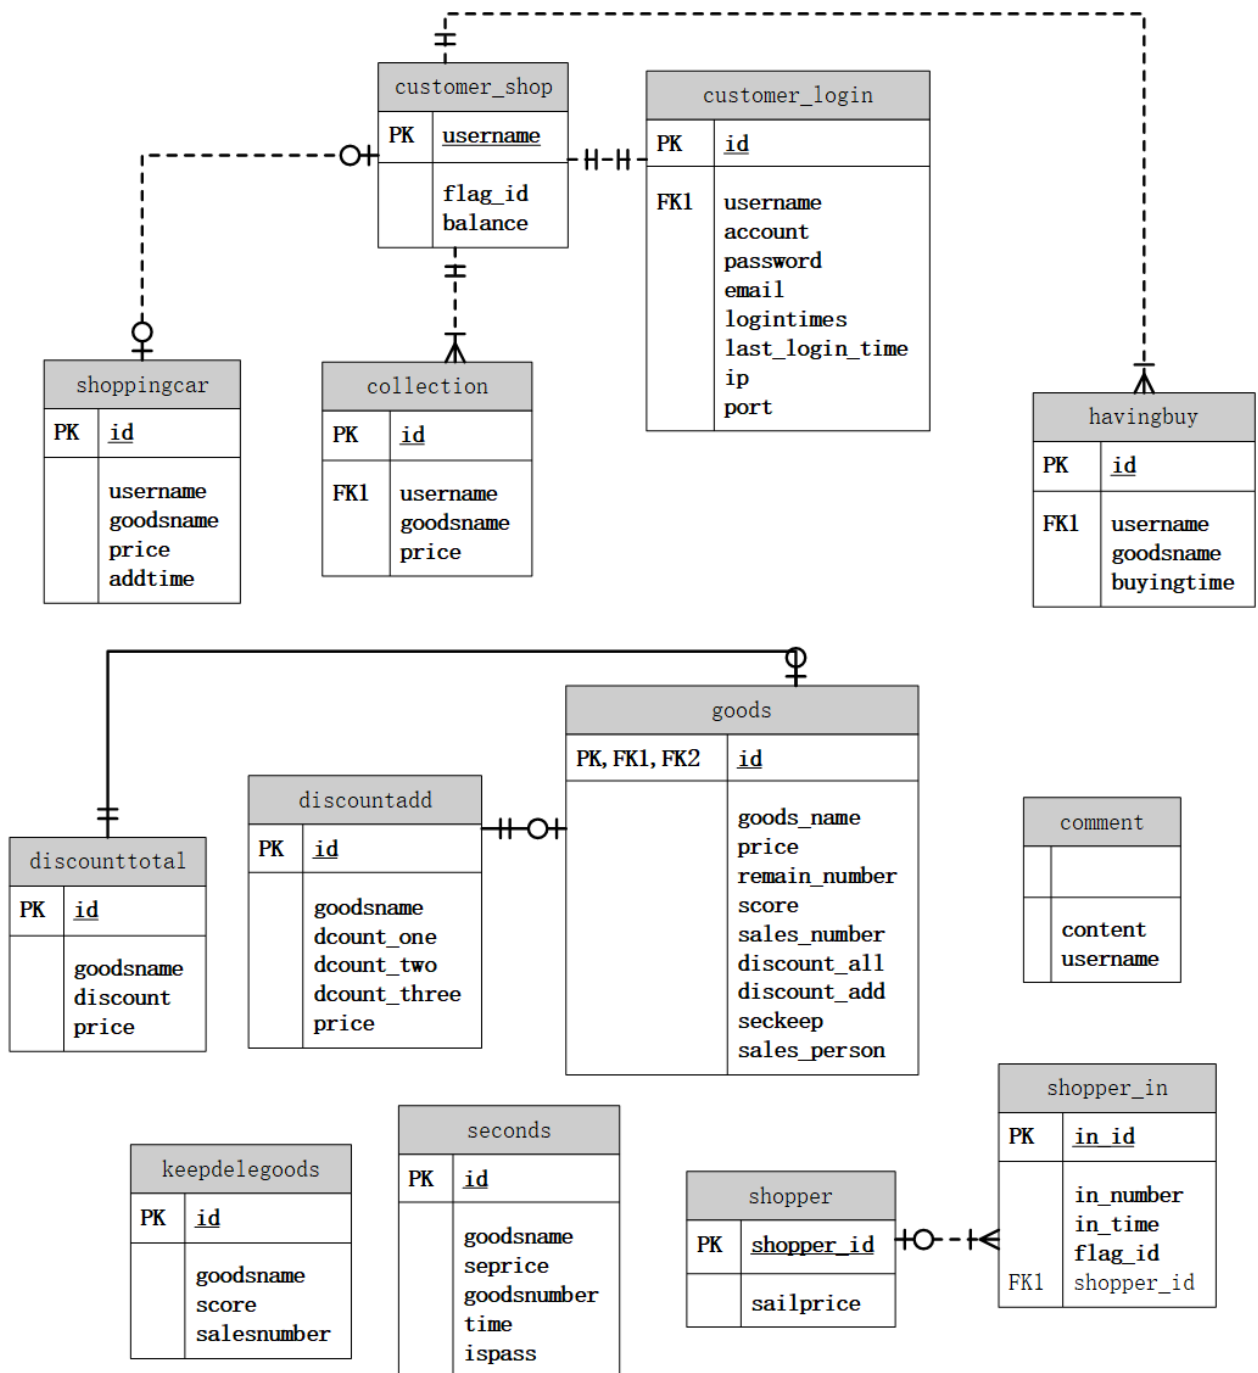 customer_shop
PK username
flag_id
balance
customer_login
PK id
FK1 username
account
password
email
logintimes
last_login_time
ip
port
shoppingcar
PK id
username
goodsname
price
addtime
collection
PK id
FK1 username
goodsname
price
havingbuy
PK id
FK1 username
goodsname
buyingtime
goods
PK, FK1, FK2 id
goods_name
price
remain_number
score
sales_number
discount_all
discount_add
seckeep
sales_person
discountadd
PK id
goodsname
dcount_one
dcount_two
dcount_three
price
discounttotal
PK id
goodsname
discount
price
comment
content
username
shopper_in
PK in_id
in_number
in_time
flag_id
FK1 shopper_id
keepdelegoods
PK id
goodsname
score
salesnumber
seconds
PK id
goodsname
seprice
goodsnumber
time
ispass
shopper
PK shopper_id
sailprice